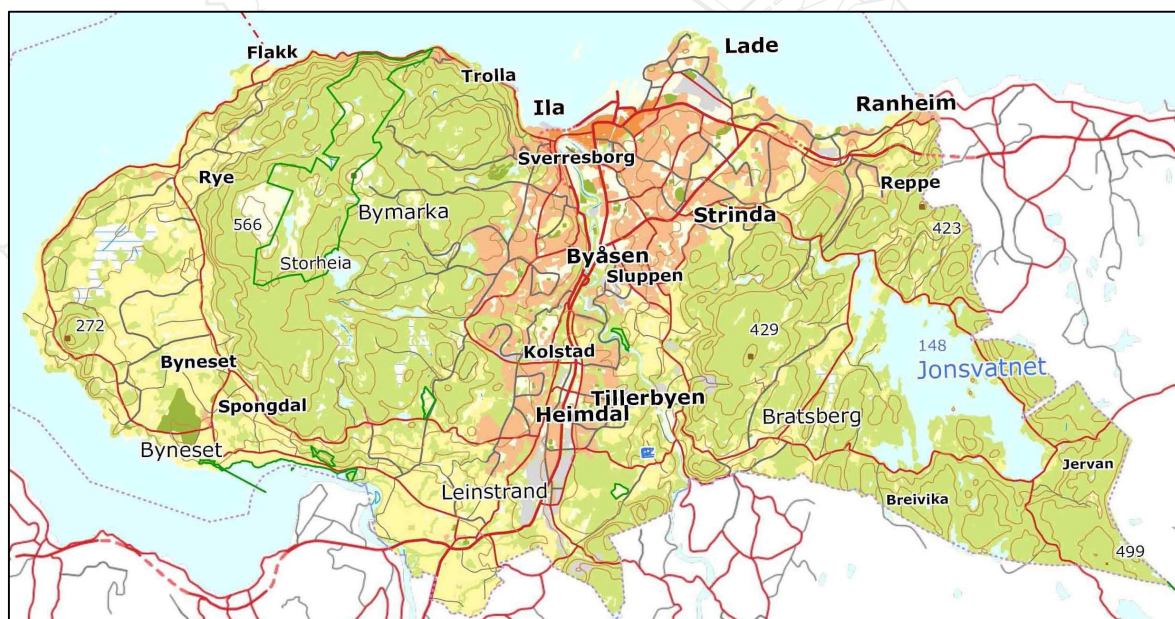 Lade
Flakk
Trolla
Ila
Ranheim
Sverresborg
Rye
Reppe
Bymarka
Strinda
566
423
Byåsen
Storheia
Sluppen
272
429
148
Kolstad
Byneset
Jonsvatnet
Tillerbyen
Spongdal
Heimdal
Bratsberg
Byneset
Jervan
Leinstrand
Breivika
499